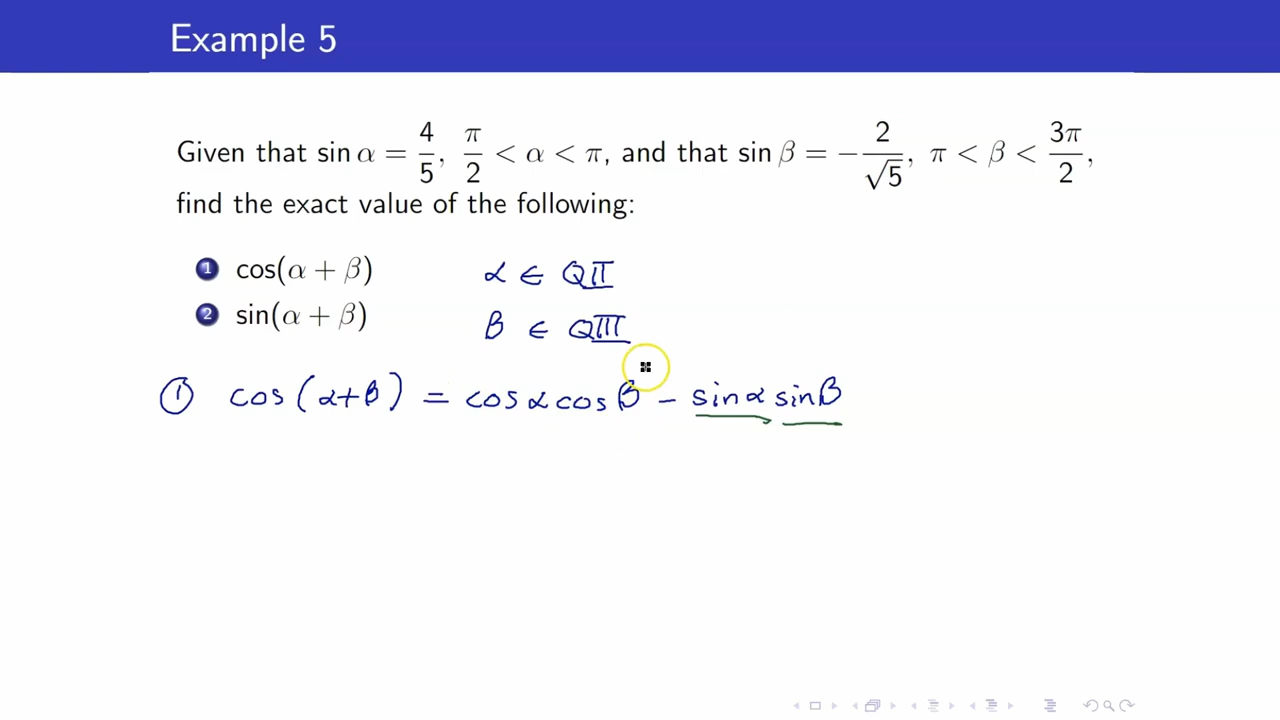 Example 5
Given that sin α = 4/5, π/2 < α < π, and that sin β = −2/√5, π < β < 3π/2,
find the exact value of the following:
1 cos(α + β)
α ∈ QII
2 sin(α + β)
β ∈ QIII
① cos(α+β) = cosα cosβ − sinα sinβ